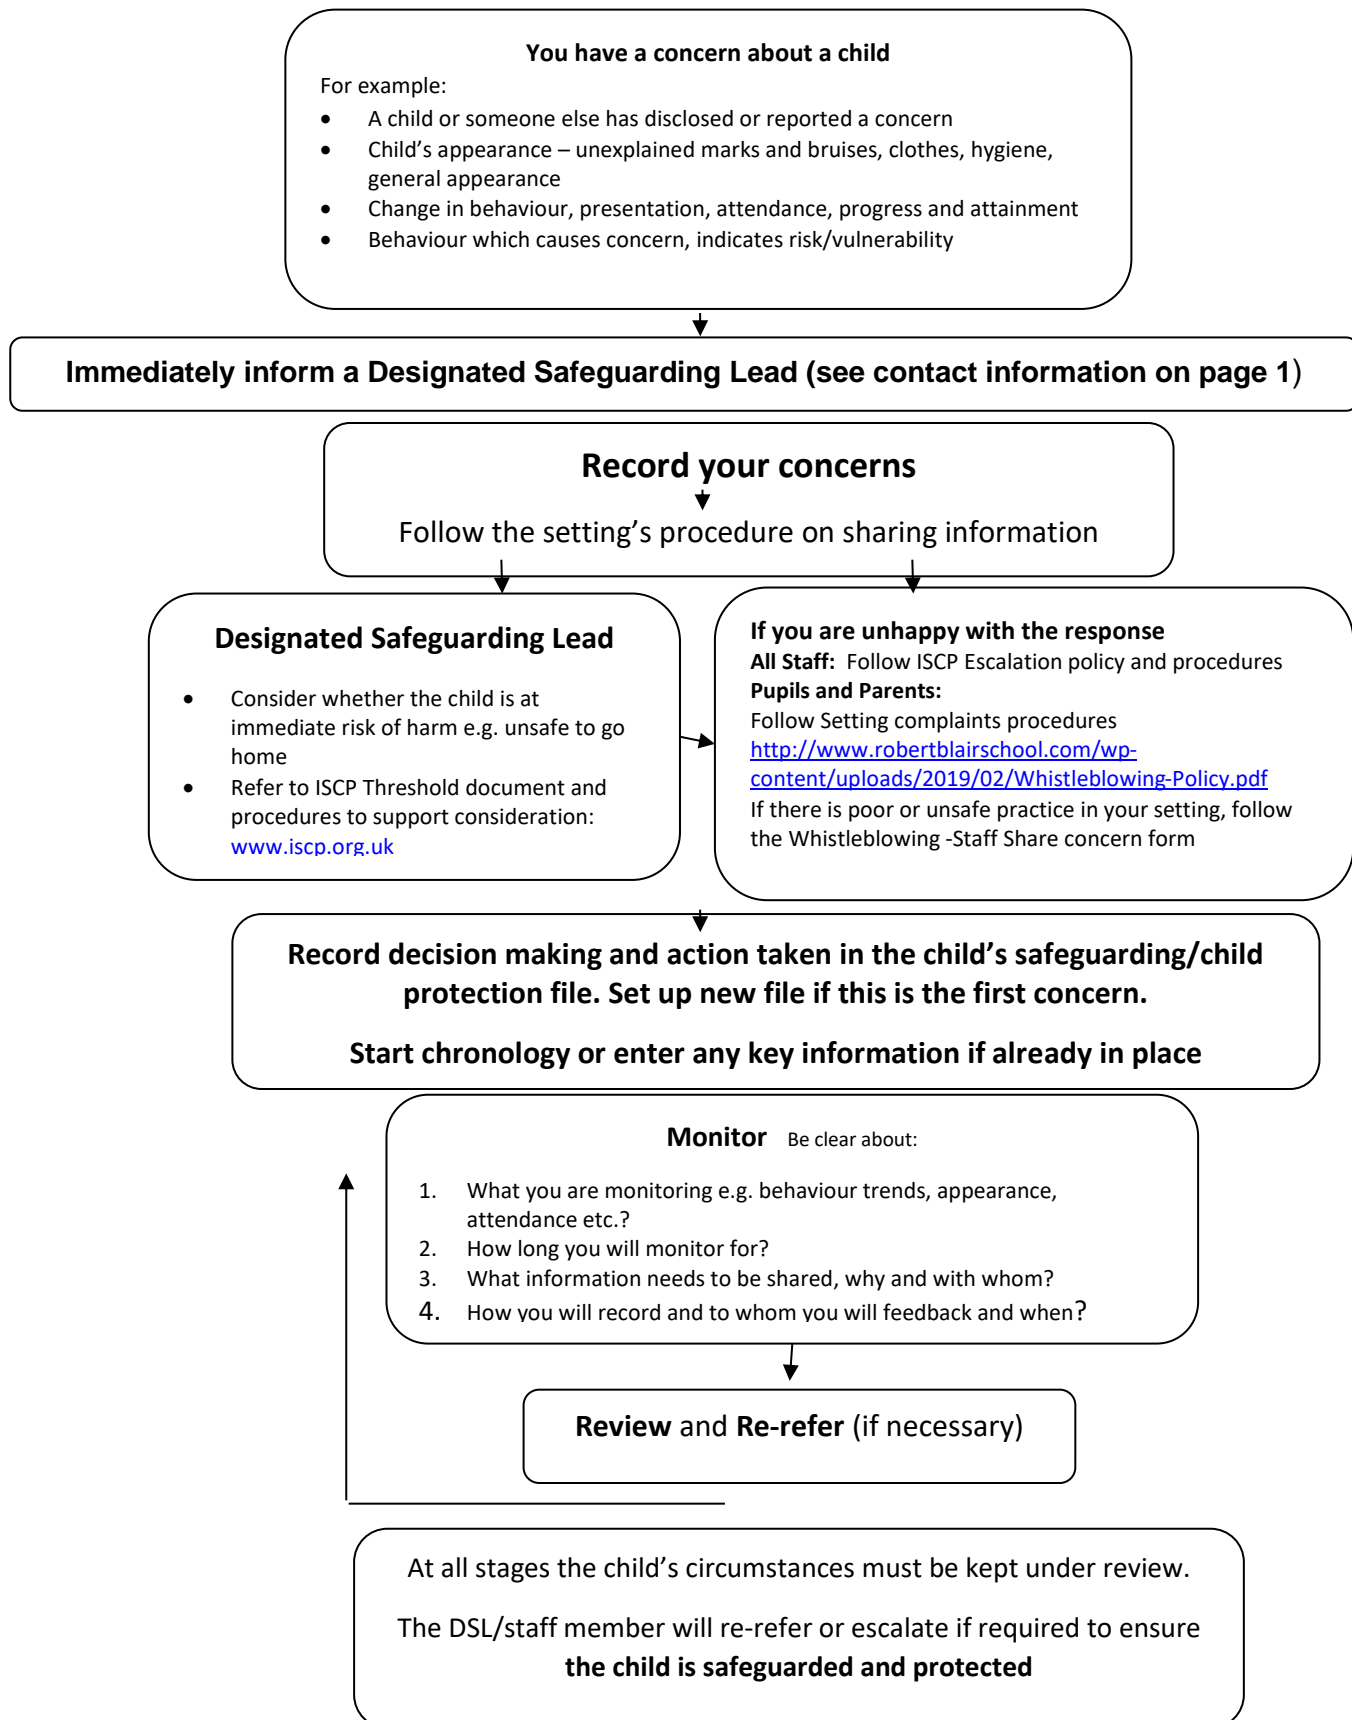 You have a concern about a child
For example:
• A child or someone else has disclosed or reported a concern
• Child’s appearance – unexplained marks and bruises, clothes, hygiene,
general appearance
• Change in behaviour, presentation, attendance, progress and attainment
• Behaviour which causes concern, indicates risk/vulnerability
Immediately inform a Designated Safeguarding Lead (see contact information on page 1)
Record your concerns
Follow the setting’s procedure on sharing information
Designated Safeguarding Lead
• Consider whether the child is at
immediate risk of harm e.g. unsafe to go
home
• Refer to ISCP Threshold document and
procedures to support consideration:
www.iscp.org.uk
If you are unhappy with the response
All Staff: Follow ISCP Escalation policy and procedures
Pupils and Parents:
Follow Setting complaints procedures
http://www.robertblairschool.com/wp-
content/uploads/2019/02/Whistleblowing-Policy.pdf
If there is poor or unsafe practice in your setting, follow
the Whistleblowing -Staff Share concern form
Record decision making and action taken in the child’s safeguarding/child
protection file. Set up new file if this is the first concern.
Start chronology or enter any key information if already in place
Monitor Be clear about:
1. What you are monitoring e.g. behaviour trends, appearance,
attendance etc.?
2. How long you will monitor for?
3. What information needs to be shared, why and with whom?
4. How you will record and to whom you will feedback and when?
Review and Re-refer (if necessary)
At all stages the child’s circumstances must be kept under review.
The DSL/staff member will re-refer or escalate if required to ensure
the child is safeguarded and protected